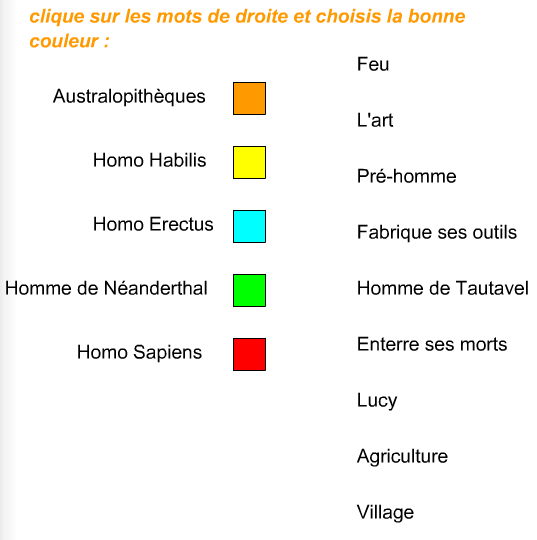 clique sur les mots de droite et choisis la bonne
couleur :
Australopithèques
Homo Habilis
Homo Erectus
Homme de Néanderthal
Homo Sapiens
Feu
L'art
Pré-homme
Fabrique ses outils
Homme de Tautavel
Enterre ses morts
Lucy
Agriculture
Village